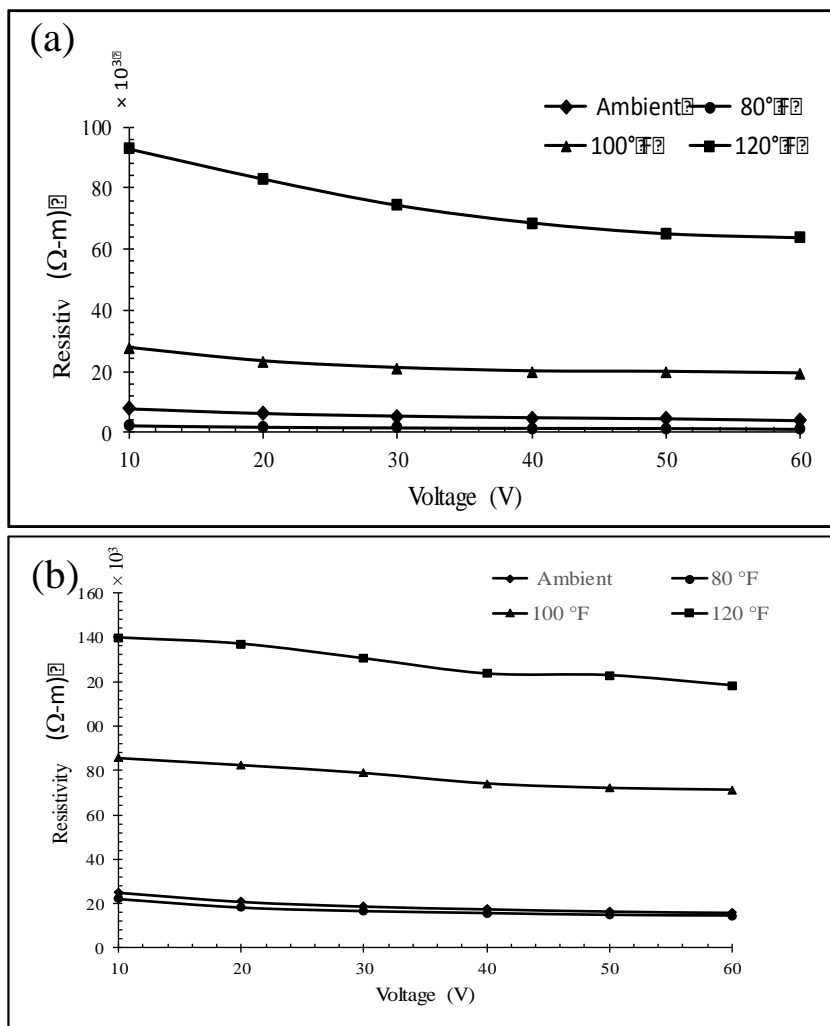 (a)
× 10³
Ambient 80° F
100° F 120° F
100
80
60
40
20
0
Resistiv (Ω-m)
10 20 30 40 50 60
Voltage (V)
(b)
× 10³
Ambient 80 °F
100 °F 120 °F
160
140
20
00
80
60
40
20
0
Resistivity (Ω-m)
10 20 30 40 50 60
Voltage (V)